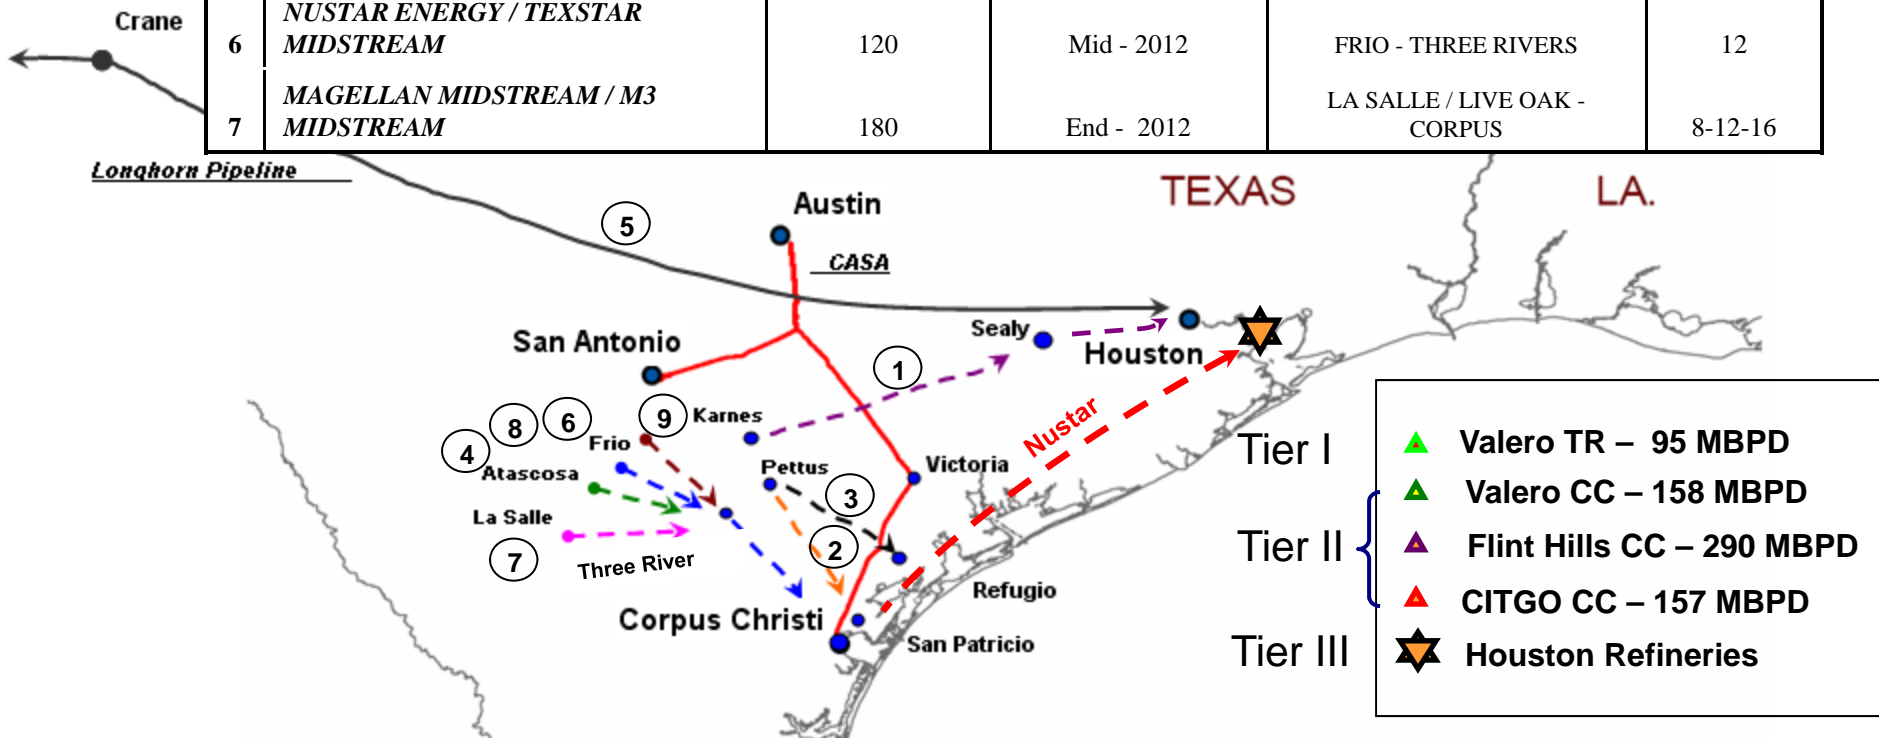 Crane
6 NUSTAR ENERGY / TEXSTAR MIDSTREAM 120 Mid - 2012 FRIO - THREE RIVERS 12
7 MAGELLAN MIDSTREAM / M3 MIDSTREAM 180 End - 2012 LA SALLE / LIVE OAK - CORPUS 8-12-16
Longhorn Pipeline
TEXAS
LA.
Austin
5
CASA
Sealy
San Antonio
Houston
1
9
Karnes
6
8
Frio
4
Atascosa
Nustar
Pettus
Victoria
3
La Salle
7
Three River
2
Refugio
Corpus Christi
San Patricio
Tier I
Valero TR – 95 MBPD
Valero CC – 158 MBPD
Tier II
Flint Hills CC – 290 MBPD
CITGO CC – 157 MBPD
Tier III
Houston Refineries